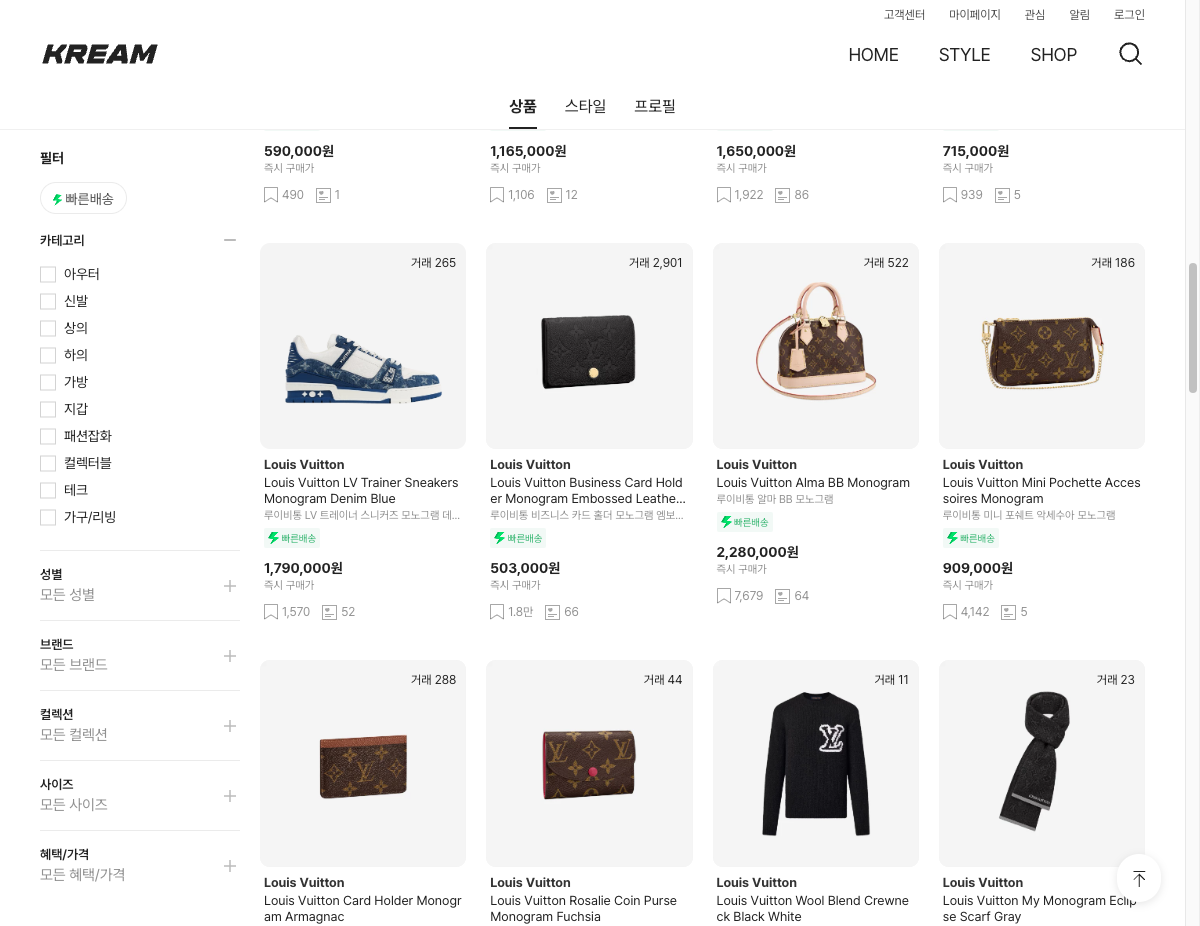 고객센터 마이페이지 관심 알림 로그인
KREAM
HOME STYLE SHOP
상품 스타일 프로필
필터
빠른배송
카테고리
아우터
신발
상의
하의
가방
지갑
패션잡화
컬렉터블
테크
가구/리빙
성별
모든 성별
브랜드
모든 브랜드
컬렉션
모든 컬렉션
사이즈
모든 사이즈
혜택/가격
모든 혜택/가격
590,000원
즉시 구매가
490 1
1,165,000원
즉시 구매가
1,106 12
1,650,000원
즉시 구매가
1,922 86
715,000원
즉시 구매가
939 5
거래 265
Louis Vuitton
Louis Vuitton LV Trainer Sneakers
Monogram Denim Blue
루이비통 LV 트레이너 스니커즈 모노그램 데...
빠른배송
1,790,000원
즉시 구매가
1,570 52
거래 2,901
Louis Vuitton
Louis Vuitton Business Card Hold
er Monogram Embossed Leathe...
루이비통 비즈니스 카드 홀더 모노그램 엠보...
빠른배송
503,000원
즉시 구매가
1.8만 66
거래 522
Louis Vuitton
Louis Vuitton Alma BB Monogram
루이비통 알마 BB 모노그램
빠른배송
2,280,000원
즉시 구매가
7,679 64
거래 186
Louis Vuitton
Louis Vuitton Mini Pochette Acces
soires Monogram
루이비통 미니 포쉐트 악세수아 모노그램
빠른배송
909,000원
즉시 구매가
4,142 5
거래 288
Louis Vuitton
Louis Vuitton Card Holder Monogr
am Armagnac
거래 44
Louis Vuitton
Louis Vuitton Rosalie Coin Purse
Monogram Fuchsia
거래 11
Louis Vuitton
Louis Vuitton Wool Blend Crewne
ck Black White
거래 23
Louis Vuitton
Louis Vuitton My Monogram Eclip
se Scarf Gray